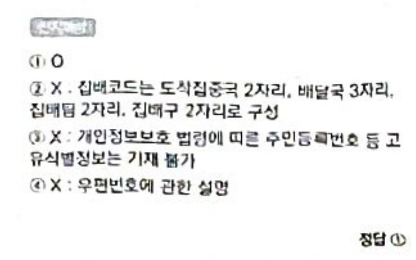 ① O
② X : 집배코드는 도착집중국 2자리, 배달국 3자리,
집배팀 2자리, 집배구 2자리로 구성
③ X : 개인정보보호 법령에 따른 주민등록번호 등 고
유식별정보는 기재 불가
④ X : 우편번호에 관한 설명
정답 ①